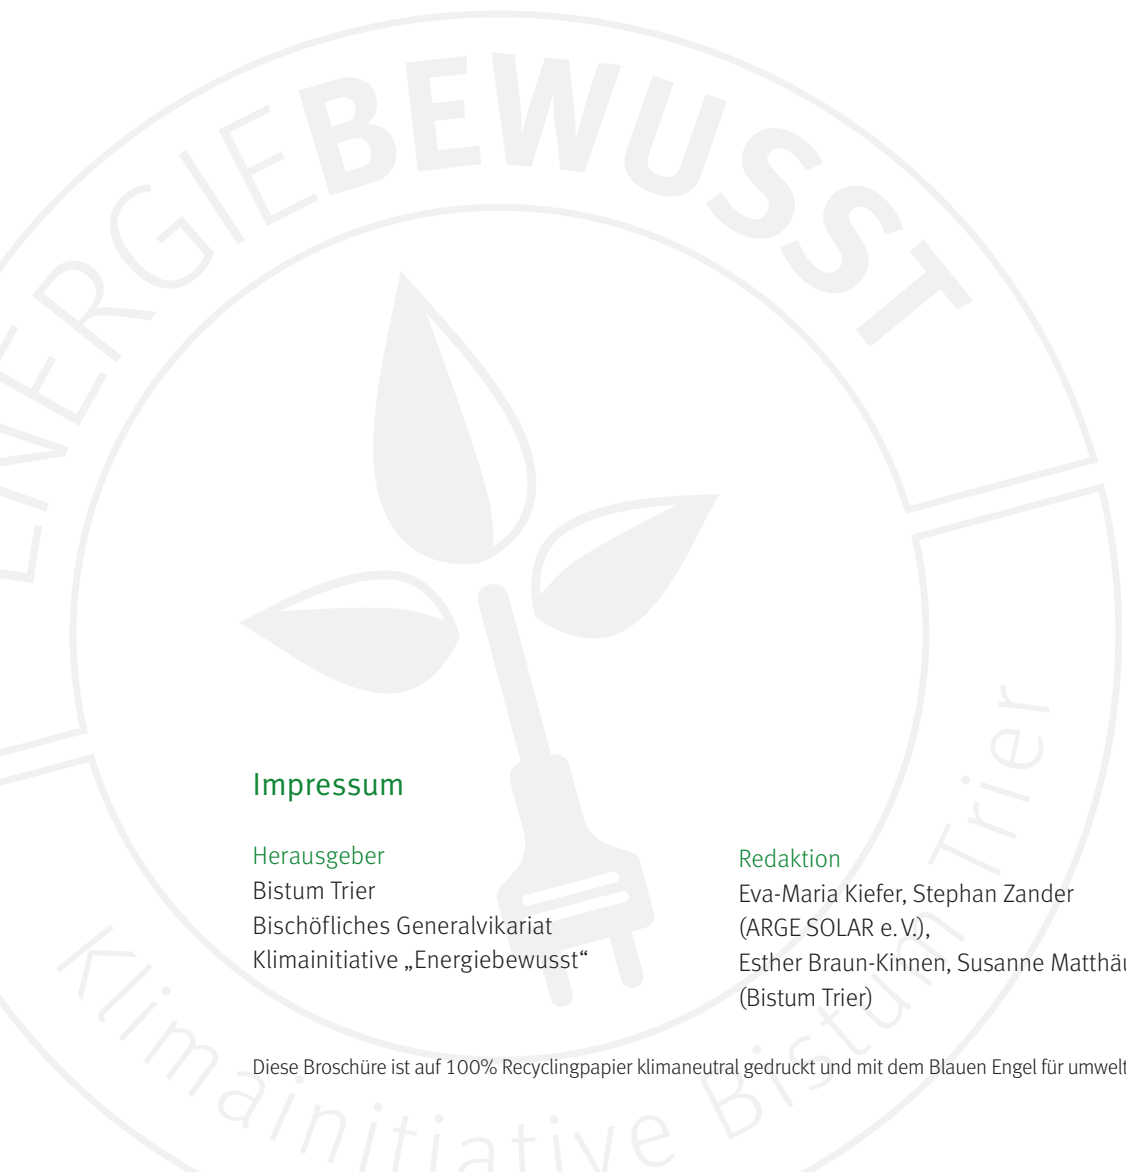 ENERGIEBEWUSST
Impressum
Herausgeber
Bistum Trier
Bischöfliches Generalvikariat
Klimainitiative „Energiebewusst“
Redaktion
Eva-Maria Kiefer, Stephan Zander
(ARGE SOLAR e.V.),
Esther Braun-Kinnen, Susanne
(Bistum Trier)
Diese Broschüre ist auf 100% Recyclingpapier klimaneutral gedruckt und mit dem Blauen Engel für
Klimainitiative Bistum Trier